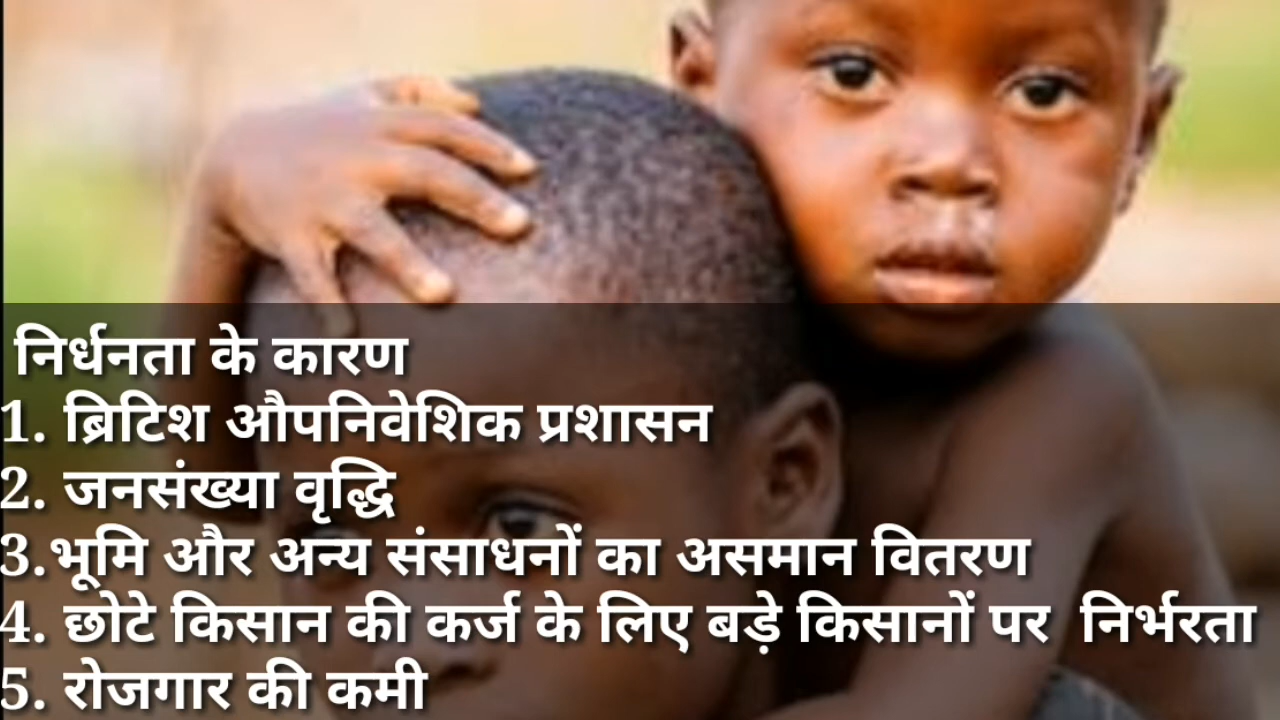 निर्धनता के कारण
1. ब्रिटिश औपनिवेशिक प्रशासन
2. जनसंख्या वृद्धि
3.भूमि और अन्य संसाधनों का असमान वितरण
4. छोटे किसान की कर्ज के लिए बड़े किसानों पर निर्भरता
5. रोजगार की कमी